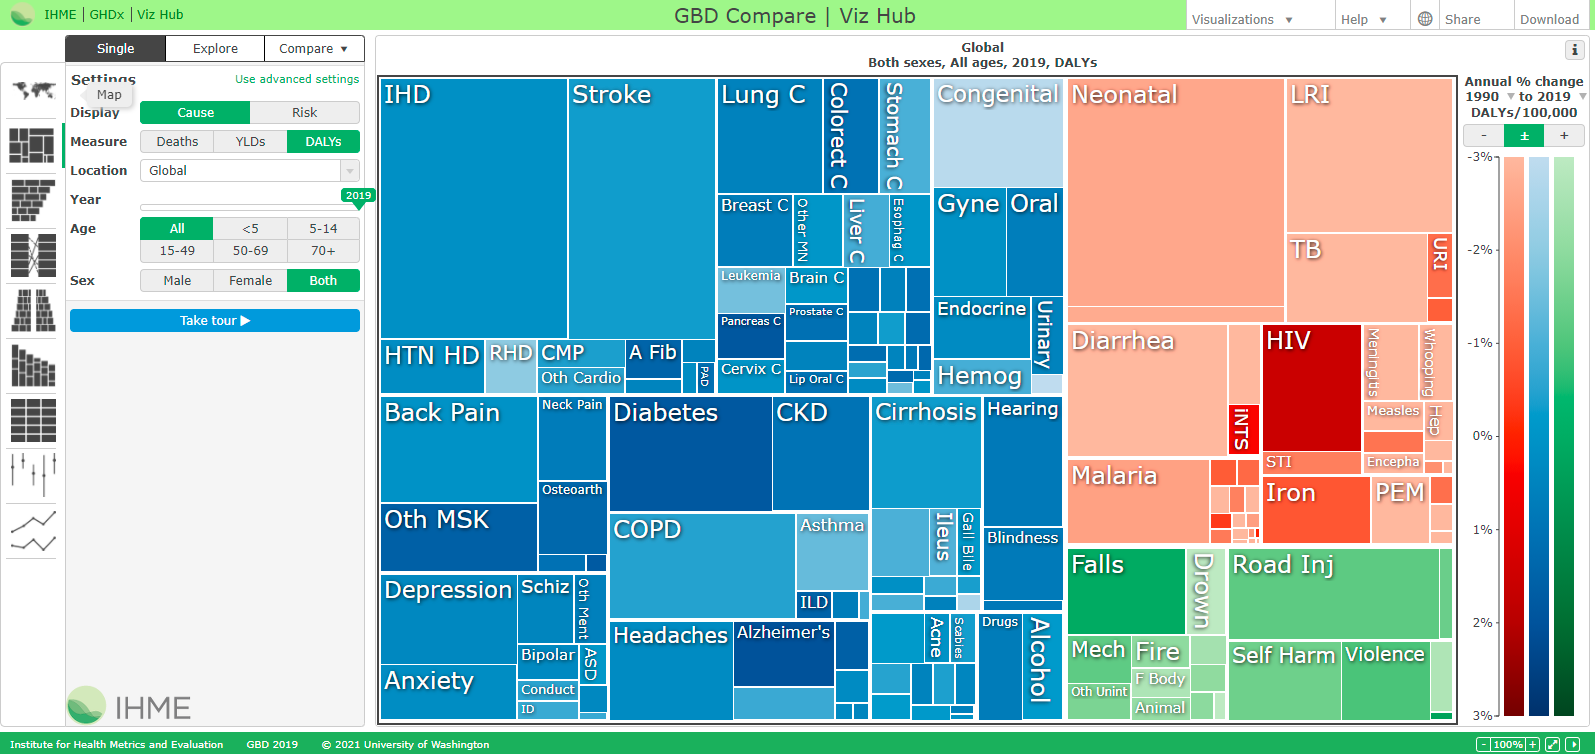 IHME | GHDx | Viz Hub
GBD Compare | Viz Hub
Visualizations
Help
Share
Download
Single
Explore
Compare
Settings
Use advanced settings
Map
Display
Cause
Risk
Measure
Deaths
YLDs
DALYs
Location
Global
Year
2019
Age
All
<5
5-14
15-49
50-69
70+
Sex
Male
Female
Both
Take tour
IHME
Global
Both sexes, All ages, 2019, DALYs
i
IHD
Stroke
Lung C
Colorect C
Stomach C
Congenital
Neonatal
LRI
Breast C
Other MN
Liver C
Esophag C
Gyne
Oral
TB
URI
Leukemia
Brain C
Prostate C
Pancreas C
Cervix C
Lip Oral C
Endocrine
Urinary
Hemog
HTN HD
RHD
CMP
Oth Cardio
A Fib
PAD
Diarrhea
iNTS
HIV
Meningitis
Whooping
Measles
Hep
STI
Encepha
Back Pain
Neck Pain
Osteoarth
Oth MSK
Diabetes
CKD
Cirrhosis
Hearing
Malaria
Iron
PEM
COPD
Asthma
ILD
Ileus
Gall Bile
Blindness
Depression
Schiz
Oth Ment
Bipolar
ASD
Anxiety
Conduct
ID
Headaches
Alzheimer's
Acne
Scabies
Drugs
Alcohol
Falls
Drown
Road Inj
Mech
Fire
Oth Unint
F Body
Animal
Self Harm
Violence
Annual % change
1990 to 2019
DALYs/100,000
-
±
+
-3%
-2%
-1%
0%
1%
2%
3%
Institute for Health Metrics and Evaluation
GBD 2019
© 2021 University of Washington
- 100% +